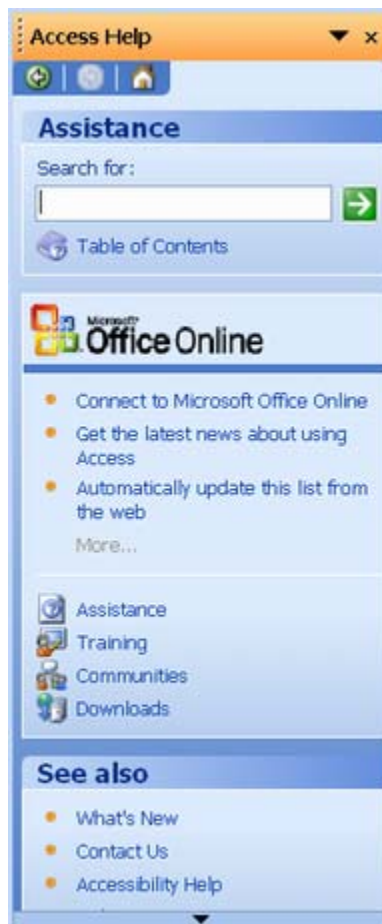 Access Help
Assistance
Search for:
Table of Contents
Microsoft
Office Online
Connect to Microsoft Office Online
Get the latest news about using
Access
Automatically update this list from
the web
More...
Assistance
Training
Communities
Downloads
See also
What's New
Contact Us
Accessibility Help